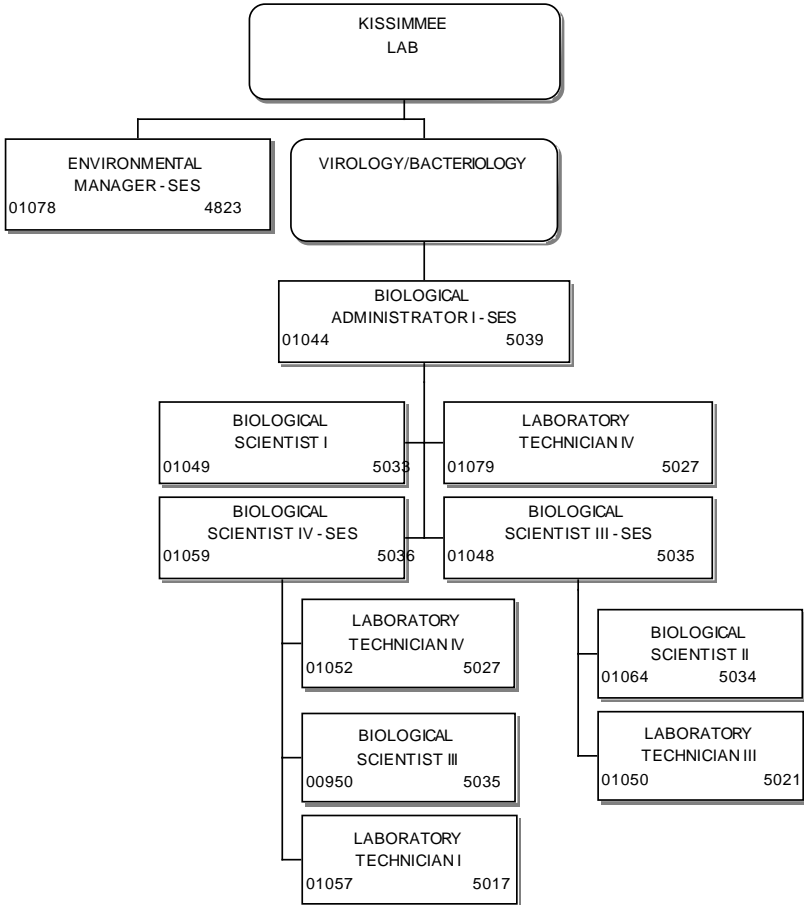 KISSIMMEE
LAB
ENVIRONMENTAL
MANAGER - SES
01078 4823
VIROLOGY/BACTERIOLOGY
BIOLOGICAL
ADMINISTRATOR I - SES
01044 5039
BIOLOGICAL
SCIENTIST I
01049 5033
LABORATORY
TECHNICIAN IV
01079 5027
BIOLOGICAL
SCIENTIST IV - SES
01059 5036
BIOLOGICAL
SCIENTIST III - SES
01048 5035
LABORATORY
TECHNICIAN IV
01052 5027
BIOLOGICAL
SCIENTIST III
00950 5035
LABORATORY
TECHNICIAN I
01057 5017
BIOLOGICAL
SCIENTIST II
01064 5034
LABORATORY
TECHNICIAN III
01050 5021